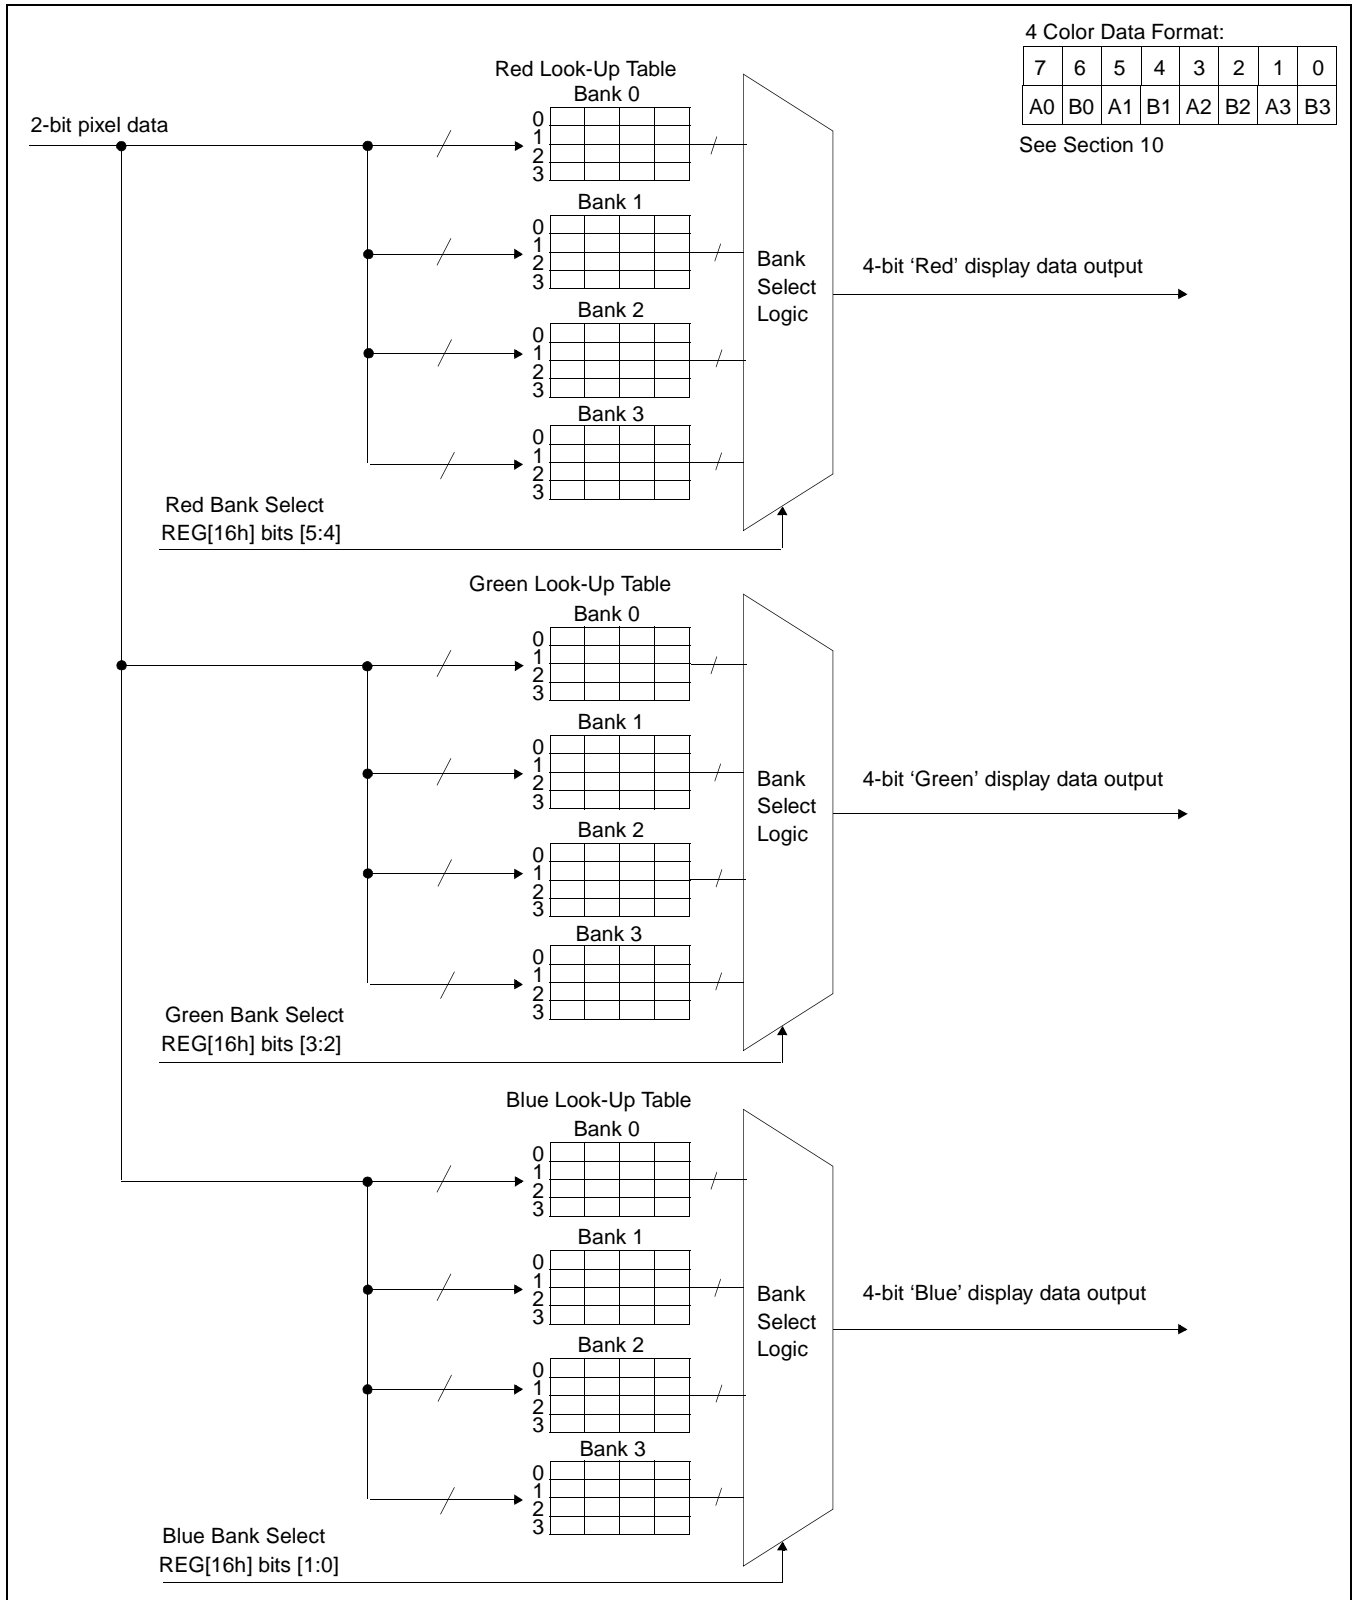 4 Color Data Format:
7 6 5 4 3 2 1 0
A0 B0 A1 B1 A2 B2 A3 B3
See Section 10
2-bit pixel data
Red Look-Up Table
Bank 0
0
1
2
3
Bank 1
0
1
2
3
Bank 2
0
1
2
3
Bank 3
0
1
2
3
Bank
Select
Logic
4-bit ‘Red’ display data output
Red Bank Select
REG[16h] bits [5:4]
Green Look-Up Table
Bank 0
0
1
2
3
Bank 1
0
1
2
3
Bank 2
0
1
2
3
Bank 3
0
1
2
3
Bank
Select
Logic
4-bit ‘Green’ display data output
Green Bank Select
REG[16h] bits [3:2]
Blue Look-Up Table
Bank 0
0
1
2
3
Bank 1
0
1
2
3
Bank 2
0
1
2
3
Bank 3
0
1
2
3
Bank
Select
Logic
4-bit ‘Blue’ display data output
Blue Bank Select
REG[16h] bits [1:0]